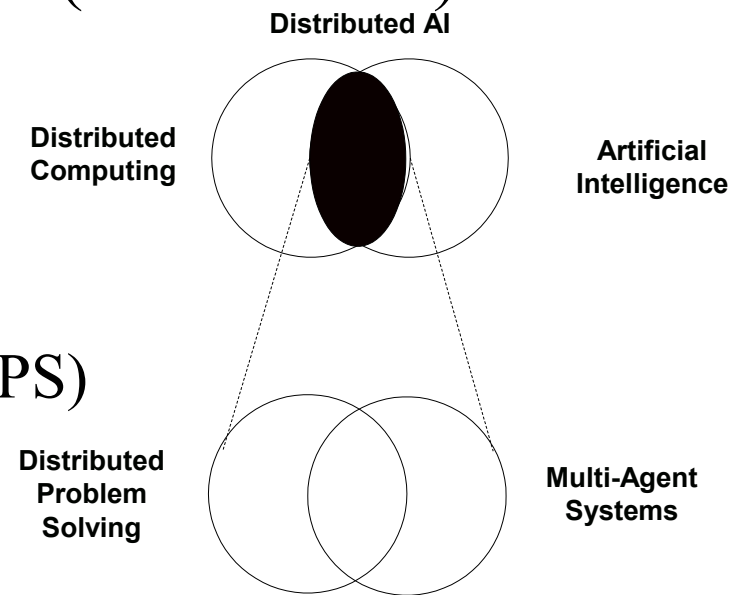 (
)
Distributed AI
Distributed
Computing
Artificial
Intelligence
PS)
Distributed
Problem
Solving
Multi-Agent
Systems